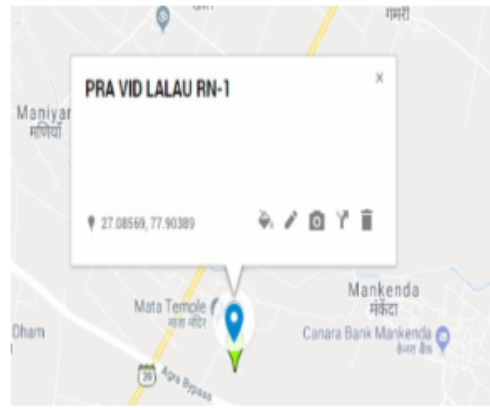 गमरी
PRA VID LALAU RN-1
×
Maniyar
मणियाँ
27.08569, 77.90389
Mata Temple
माता मंदिर
Mankenda
मंकेंदा
Canara Bank Mankenda
केनरा बैंक
Dham
39
Agra Bypass